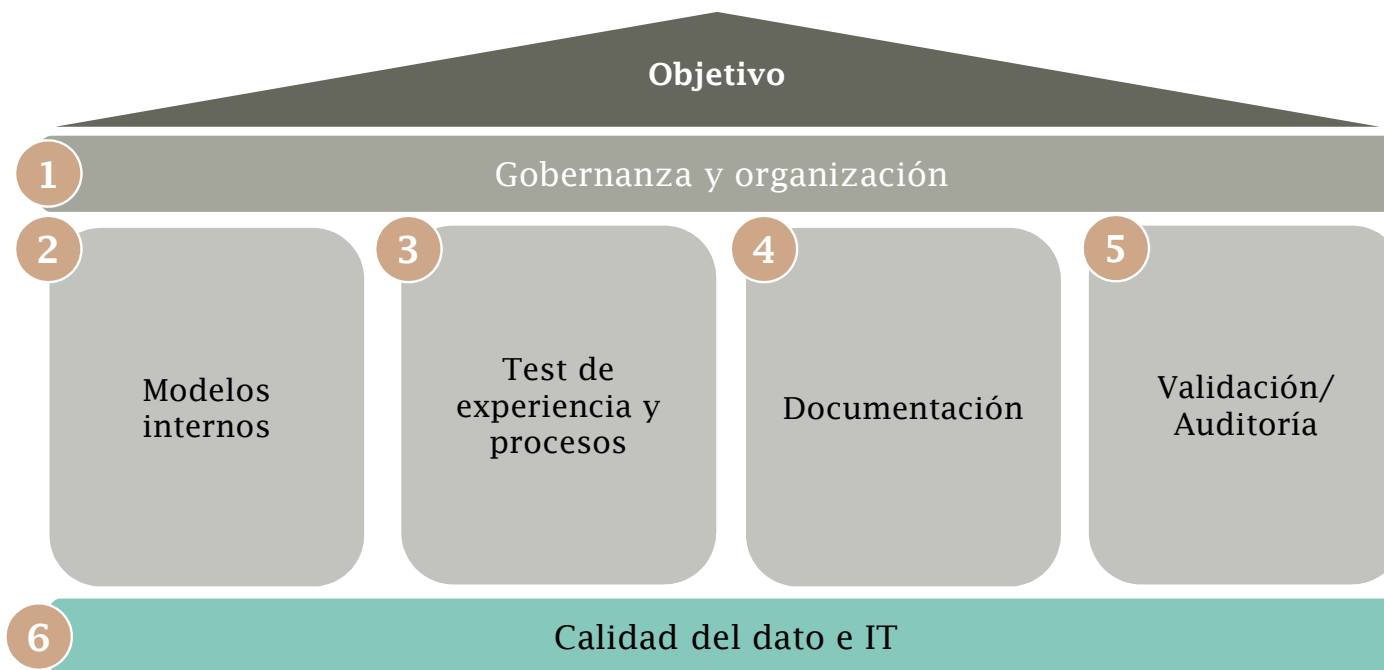 Objetivo
1
Gobernanza y organización
2
Modelos
internos
3
Test de
experiencia y
procesos
4
Documentación
5
Validación/
Auditoría
6
Calidad del dato e IT